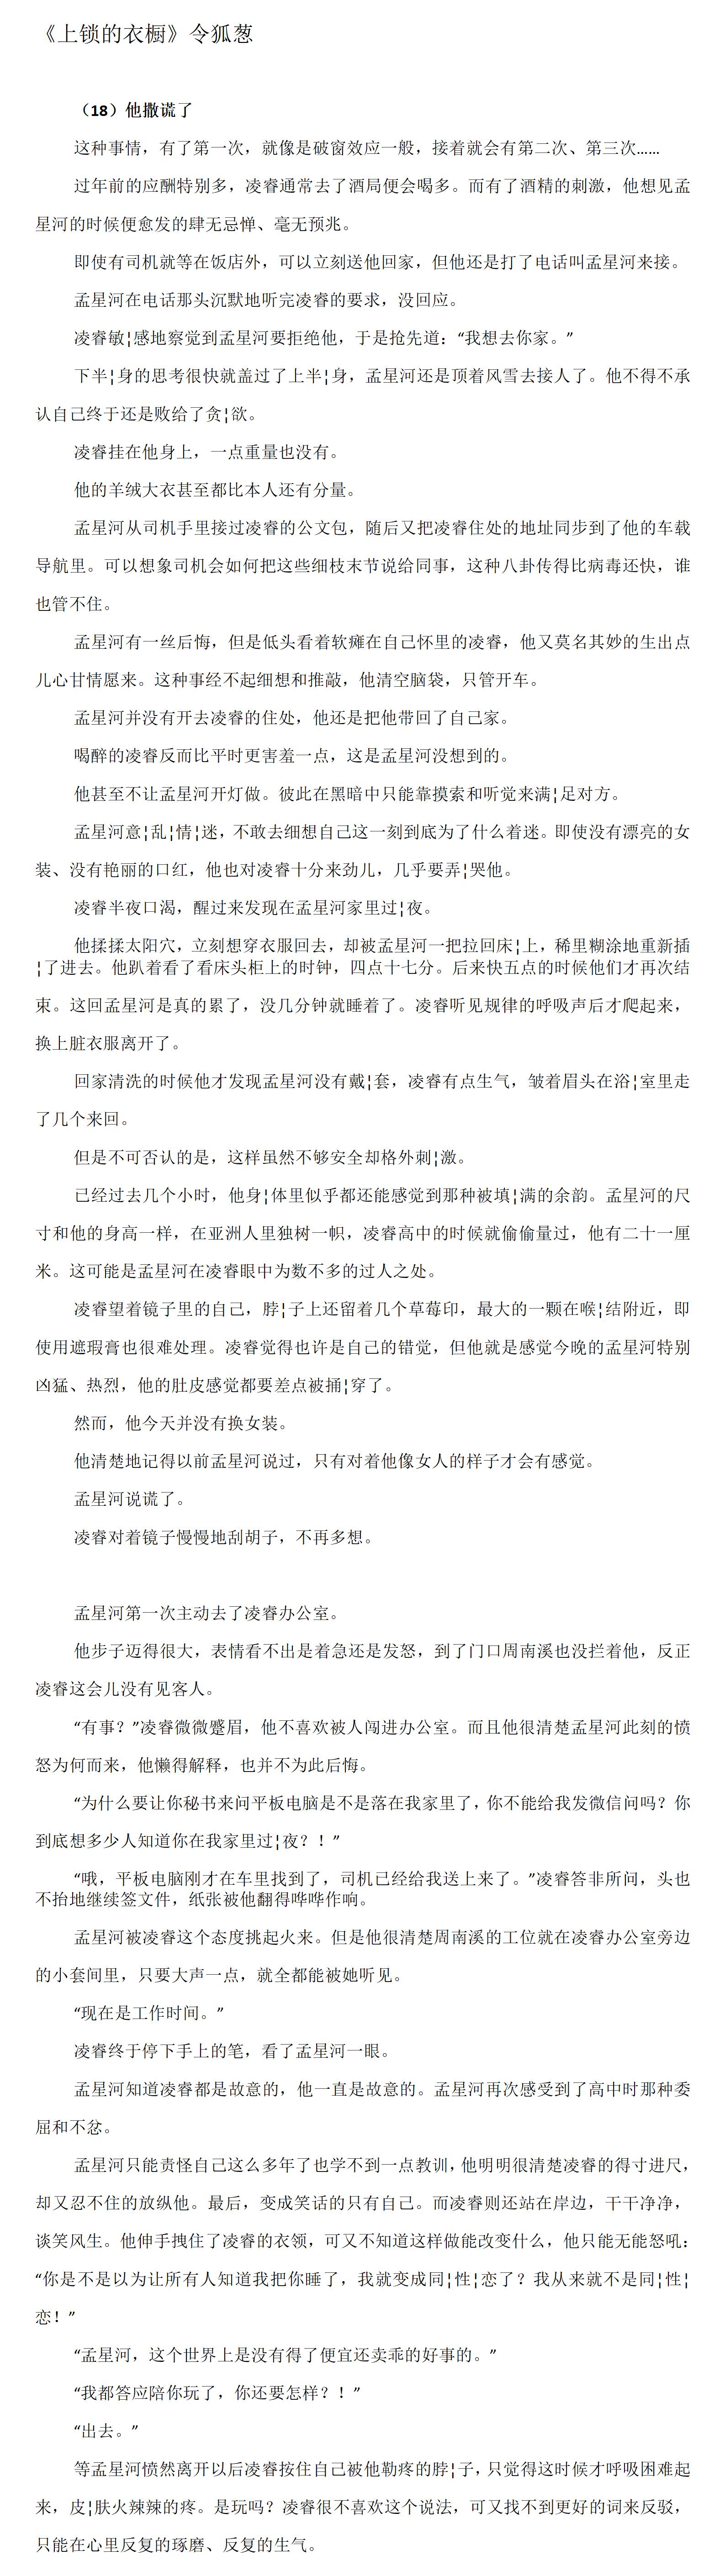 《上锁的衣橱》令狐葱
（18）他撒谎了
这种事情，有了第一次，就像是破窗效应一般，接着就会有第二次、第三次……
过年前的应酬特别多，凌睿通常去了酒局便会喝多。而有了酒精的刺激，他想见孟
星河的时候便愈发的肆无忌惮、毫无预兆。
即使有司机就等在饭店外，可以立刻送他回家，但他还是打了电话叫孟星河来接。
孟星河在电话那头沉默地听完凌睿的要求，没回应。
凌睿敏¦感地察觉到孟星河要拒绝他，于是抢先道：“我想去你家。”
下半¦身的思考很快就盖过了上半¦身，孟星河还是顶着风雪去接人了。他不得不承
认自己终于还是败给了贪¦欲。
凌睿挂在他身上，一点重量也没有。
他的羊绒大衣甚至都比本人还有分量。
孟星河从司机手里接过凌睿的公文包，随后又把凌睿住处的地址同步到了他的车载
导航里。可以想象司机会如何把这些细枝末节说给同事，这种八卦传得比病毒还快，谁
也管不住。
孟星河有一丝后悔，但是低头看着软瘫在自己怀里的凌睿，他又莫名其妙的生出点
儿心甘情愿来。这种事经不起细想和推敲，他清空脑袋，只管开车。
孟星河并没有开去凌睿的住处，他还是把他带回了自己家。
喝醉的凌睿反而比平时更害羞一点，这是孟星河没想到的。
他甚至不让孟星河开灯做。彼此在黑暗中只能靠摸索和听觉来满¦足对方。
孟星河意¦乱¦情¦迷，不敢去细想自己这一刻到底为了什么着迷。即使没有漂亮的女
装、没有艳丽的口红，他也对凌睿十分来劲儿，几乎要弄¦哭他。
凌睿半夜口渴，醒过来发现在孟星河家里过¦夜。
他揉揉太阳穴，立刻想穿衣服回去，却被孟星河一把拉回床¦上，稀里糊涂地重新插
¦了进去。他趴着看了看床头柜上的时钟，四点十七分。后来快五点的时候他们才再次结
束。这回孟星河是真的累了，没几分钟就睡着了。凌睿听见规律的呼吸声后才爬起来，
换上脏衣服离开了。
回家清洗的时候他才发现孟星河没有戴¦套，凌睿有点生气，皱着眉头在浴¦室里走
了几个来回。
但是不可否认的是，这样虽然不够安全却格外刺¦激。
已经过去几个小时，他身¦体里似乎都还能感觉到那种被填¦满的余韵。
[此处省略：涉及高中时期角色的性化描写]
凌睿望着镜子里的自己，脖¦子上还留着几个草莓印，最大的一颗在喉¦结附近，即
使用遮瑕膏也很难处理。凌睿觉得也许是自己的错觉，但他就是感觉今晚的孟星河特别
凶猛、热烈，他的肚皮感觉都要差点被捅¦穿了。
然而，他今天并没有换女装。
他清楚地记得以前孟星河说过，只有对着他像女人的样子才会有感觉。
孟星河说谎了。
凌睿对着镜子慢慢地刮胡子，不再多想。
孟星河第一次主动去了凌睿办公室。
他步子迈得很大，表情看不出是着急还是发怒，到了门口周南溪也没拦着他，反正
凌睿这会儿没有见客人。
“有事？”凌睿微微蹙眉，他不喜欢被人闯进办公室。而且他很清楚孟星河此刻的愤
怒为何而来，他懒得解释，也并不为此后悔。
“为什么要让你秘书来问平板电脑是不是落在我家里了，你不能给我发微信问吗？你
到底想多少人知道你在我家里过¦夜？！”
“哦，平板电脑刚才在车里找到了，司机已经给我送上来了。”凌睿答非所问，头也
不抬地继续签文件，纸张被他翻得哗哗作响。
孟星河被凌睿这个态度挑起火来。但是他很清楚周南溪的工位就在凌睿办公室旁边
的小套间里，只要大声一点，就全都能被她听见。
“现在是工作时间。”
凌睿终于停下手上的笔，看了孟星河一眼。
孟星河知道凌睿都是故意的，他一直是故意的。孟星河再次感受到了高中时那种委
屈和不忿。
孟星河只能责怪自己这么多年了也学不到一点教训，他明明很清楚凌睿的得寸进尺，
却又忍不住的放纵他。最后，变成笑话的只有自己。而凌睿则还站在岸边，干干净净，
谈笑风生。他伸手拽住了凌睿的衣领，可又不知道这样做能改变什么，他只能无能怒吼：
“你是不是以为让所有人知道我把你睡了，我就变成同¦性¦恋了？我从来就不是同¦性¦
恋！”
“孟星河，这个世界上是没有得了便宜还卖乖的好事的。”
“我都答应陪你玩了，你还要怎样？！”
“出去。”
等孟星河愤然离开以后凌睿按住自己被他勒疼的脖¦子，只觉得这时候才呼吸困难起
来，皮¦肤火辣辣的疼。是玩吗？凌睿很不喜欢这个说法，可又找不到更好的词来反驳，
只能在心里反复的琢磨、反复的生气。